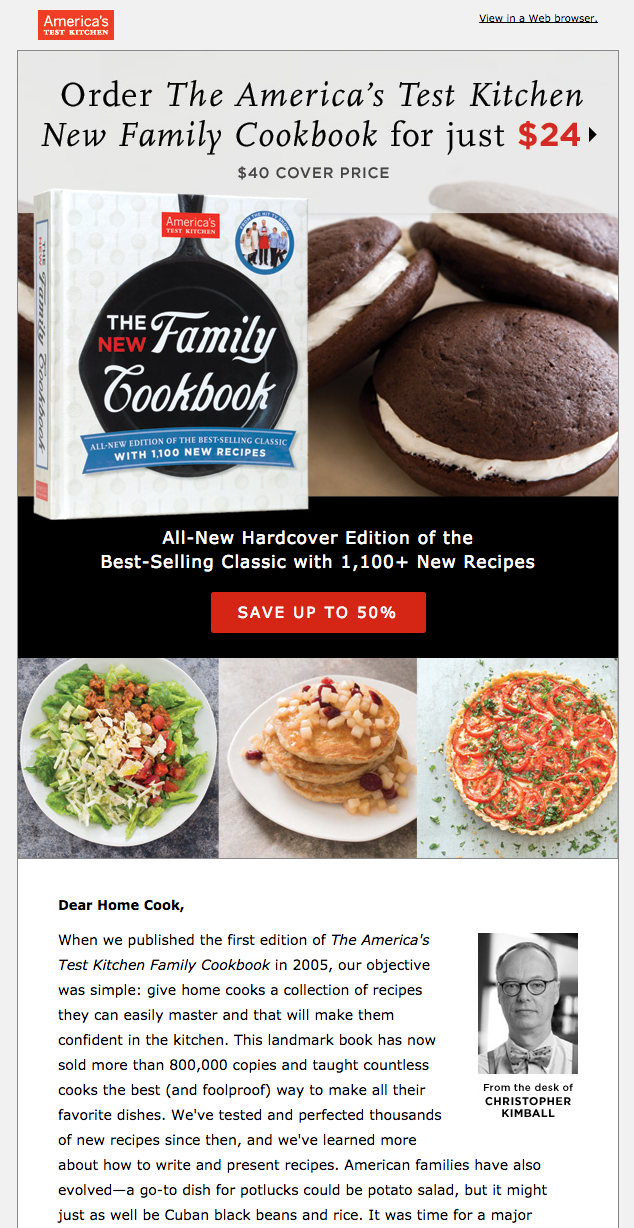 America's
TEST KITCHEN
View in a Web browser.
Order The America's Test Kitchen
New Family Cookbook for just $24
$40 COVER PRICE
THE NEW Family Cookbook
America's
TEST KITCHEN
FROM THE HIT TV SHOW
THE
NEW Family
Cookbook
ALL-NEW EDITION OF THE BEST-SELLING CLASSIC
WITH 1,100 NEW RECIPES
All-New Hardcover Edition of the
Best-Selling Classic with 1,100+ New Recipes
SAVE UP TO 50%
Dear Home Cook,
When we published the first edition of The America's
Test Kitchen Family Cookbook in 2005, our objective
was simple: give home cooks a collection of recipes
they can easily master and that will make them
confident in the kitchen. This landmark book has now
sold more than 800,000 copies and taught countless
cooks the best (and foolproof) way to make all their
favorite dishes. We've tested and perfected thousands
of new recipes since then, and we've learned more
about how to write and present recipes. American families have also
evolved—a go-to dish for potlucks could be potato salad, but it might
just as well be Cuban black beans and rice. It was time for a major
From the desk of
CHRISTOPHER
KIMBALL